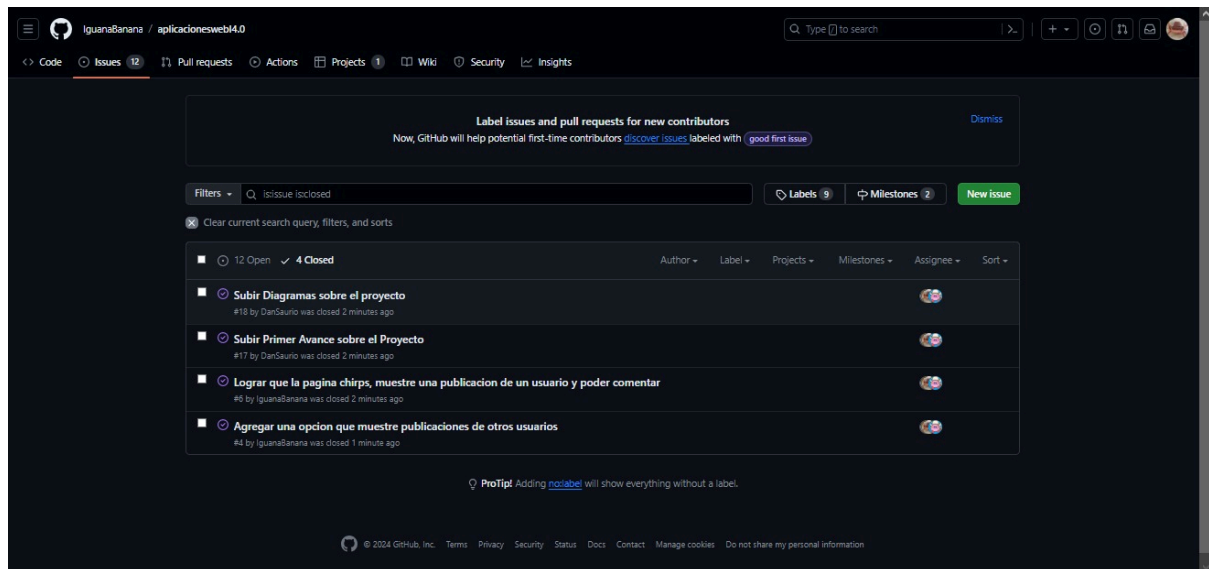 IguanaBanana / aplicacioneswebI4.0
Type / to search
Code Issues 12 Pull requests Actions Projects 1 Wiki Security Insights
Label issues and pull requests for new contributors
Dismiss
Now, GitHub will help potential first-time contributors discover issues labeled with good first issue
Filters is:issue is:closed Labels 9 Milestones 2 New issue
Clear current search query, filters, and sorts
12 Open 4 Closed Author Label Projects Milestones Assignee Sort
Subir Diagramas sobre el proyecto
#18 by DanSaurio was closed 2 minutes ago
Subir Primer Avance sobre el Proyecto
#17 by DanSaurio was closed 2 minutes ago
Lograr que la pagina chirps, muestre una publicacion de un usuario y poder comentar
#6 by IguanaBanana was closed 2 minutes ago
Agregar una opcion que muestre publicaciones de otros usuarios
#4 by IguanaBanana was closed 1 minute ago
ProTip! Adding no:label will show everything without a label.
© 2024 GitHub, Inc. Terms Privacy Security Status Docs Contact Manage cookies Do not share my personal information